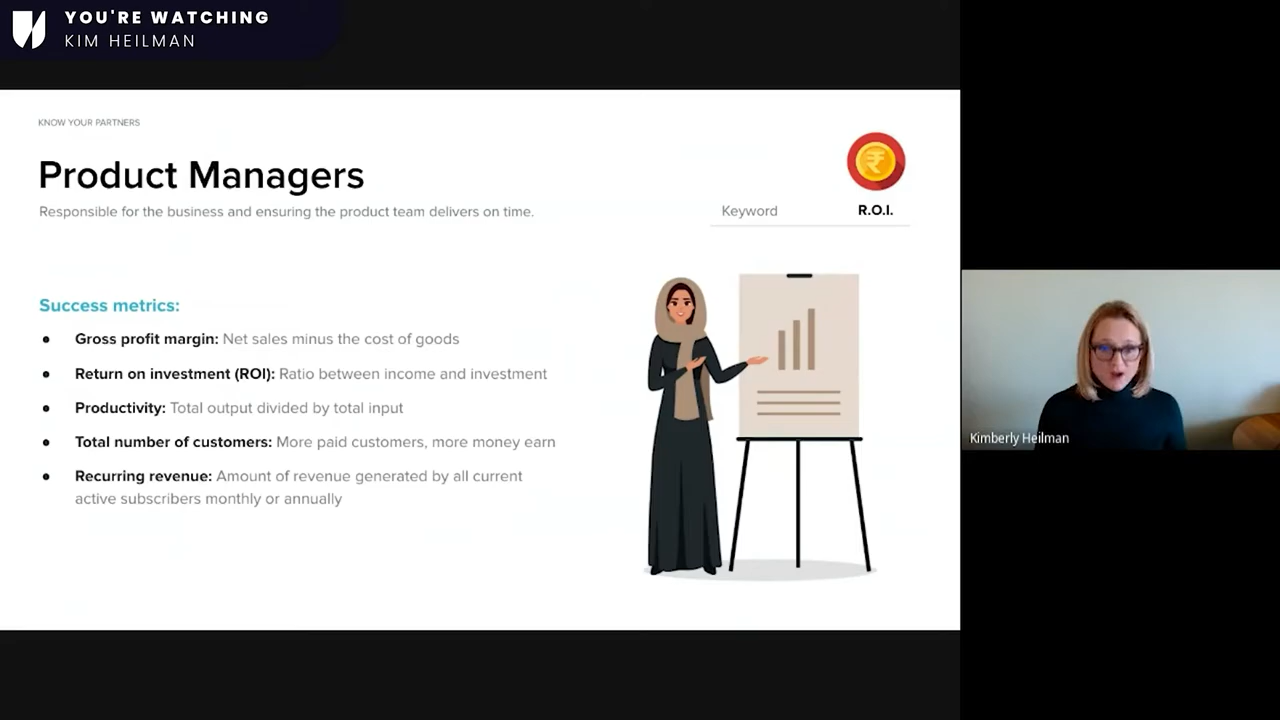 YOU'RE WATCHING
KIM HEILMAN
KNOW YOUR PARTNERS
Product Managers
Responsible for the business and ensuring the product team delivers on time.
₹
Keyword R.O.I.
Success metrics:
● Gross profit margin: Net sales minus the cost of goods
● Return on investment (ROI): Ratio between income and investment
● Productivity: Total output divided by total input
● Total number of customers: More paid customers, more money earn
● Recurring revenue: Amount of revenue generated by all current
active subscribers monthly or annually
Kimberly Heilman